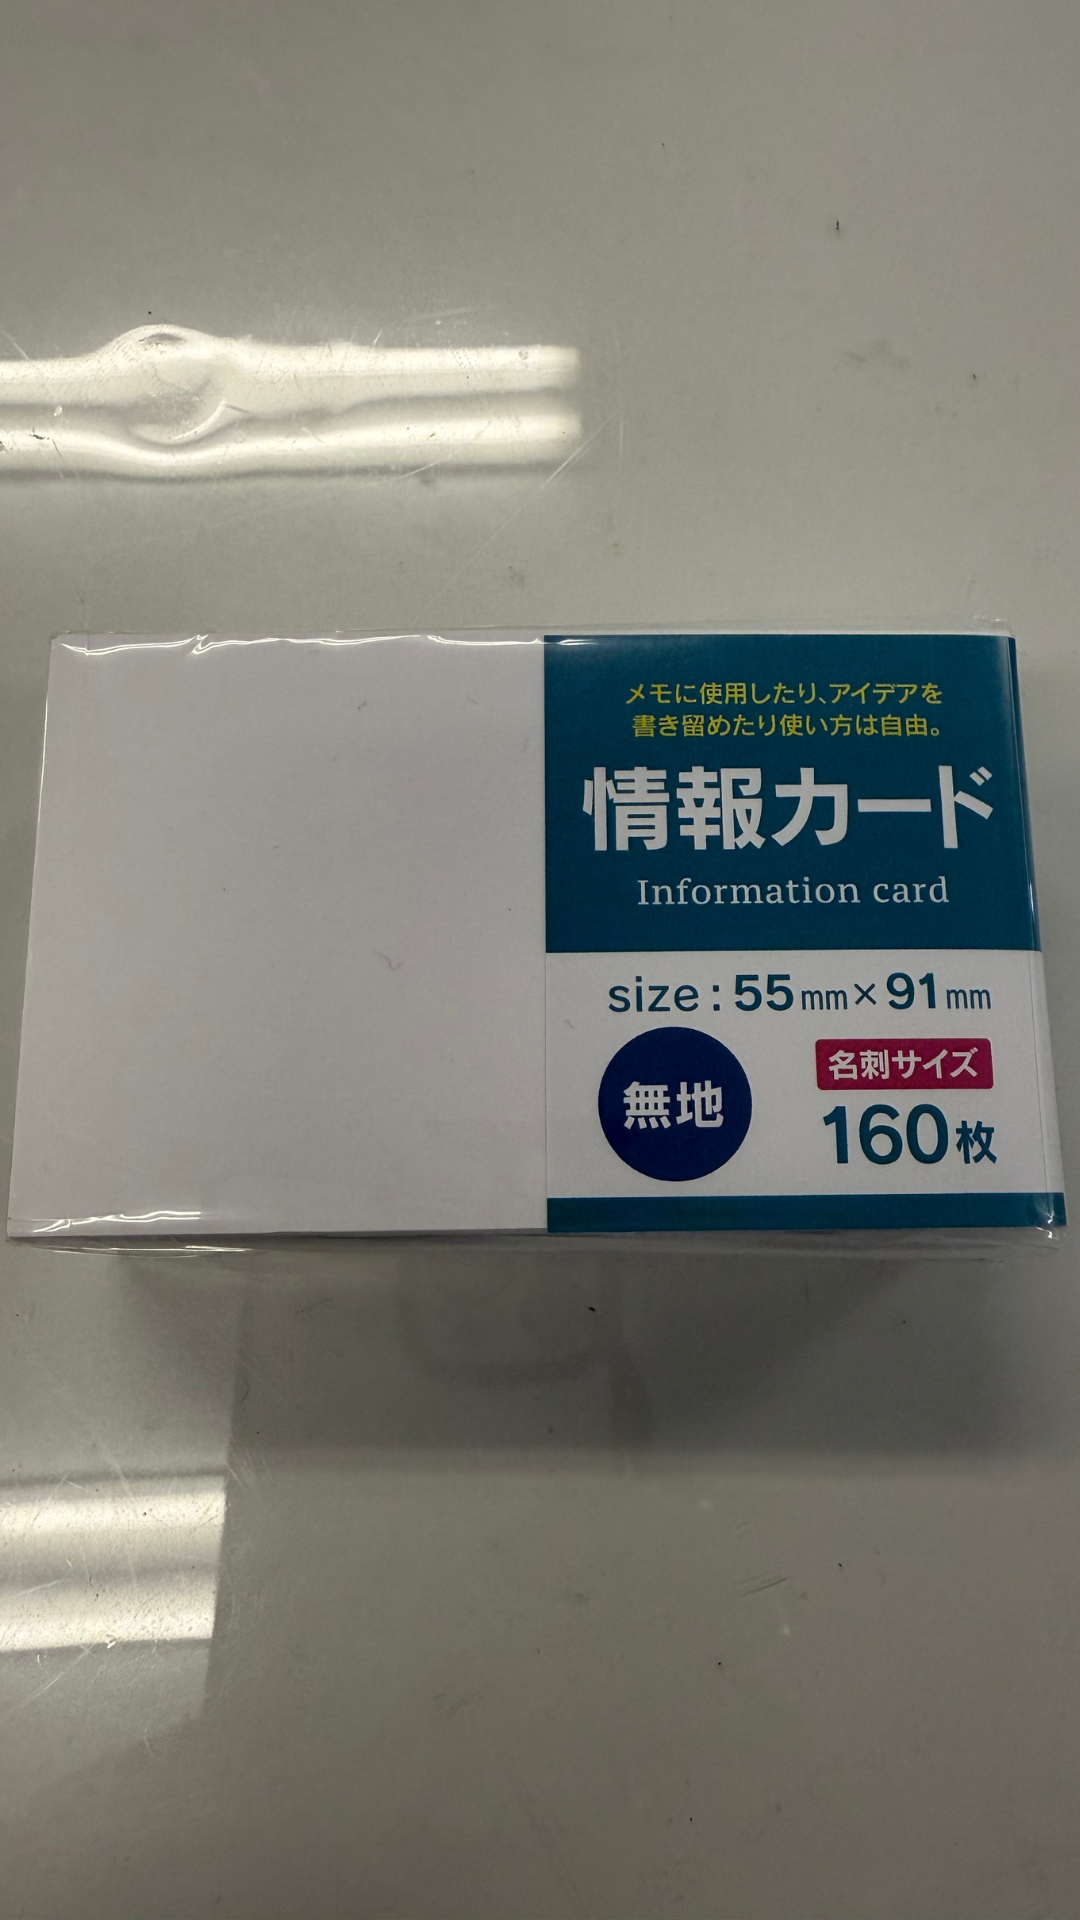 メモに使用したり、アイデアを
書き留めたり使い方は自由。
情報カード
Information card
size : 55mm×91mm
無地
名刺サイズ
160枚